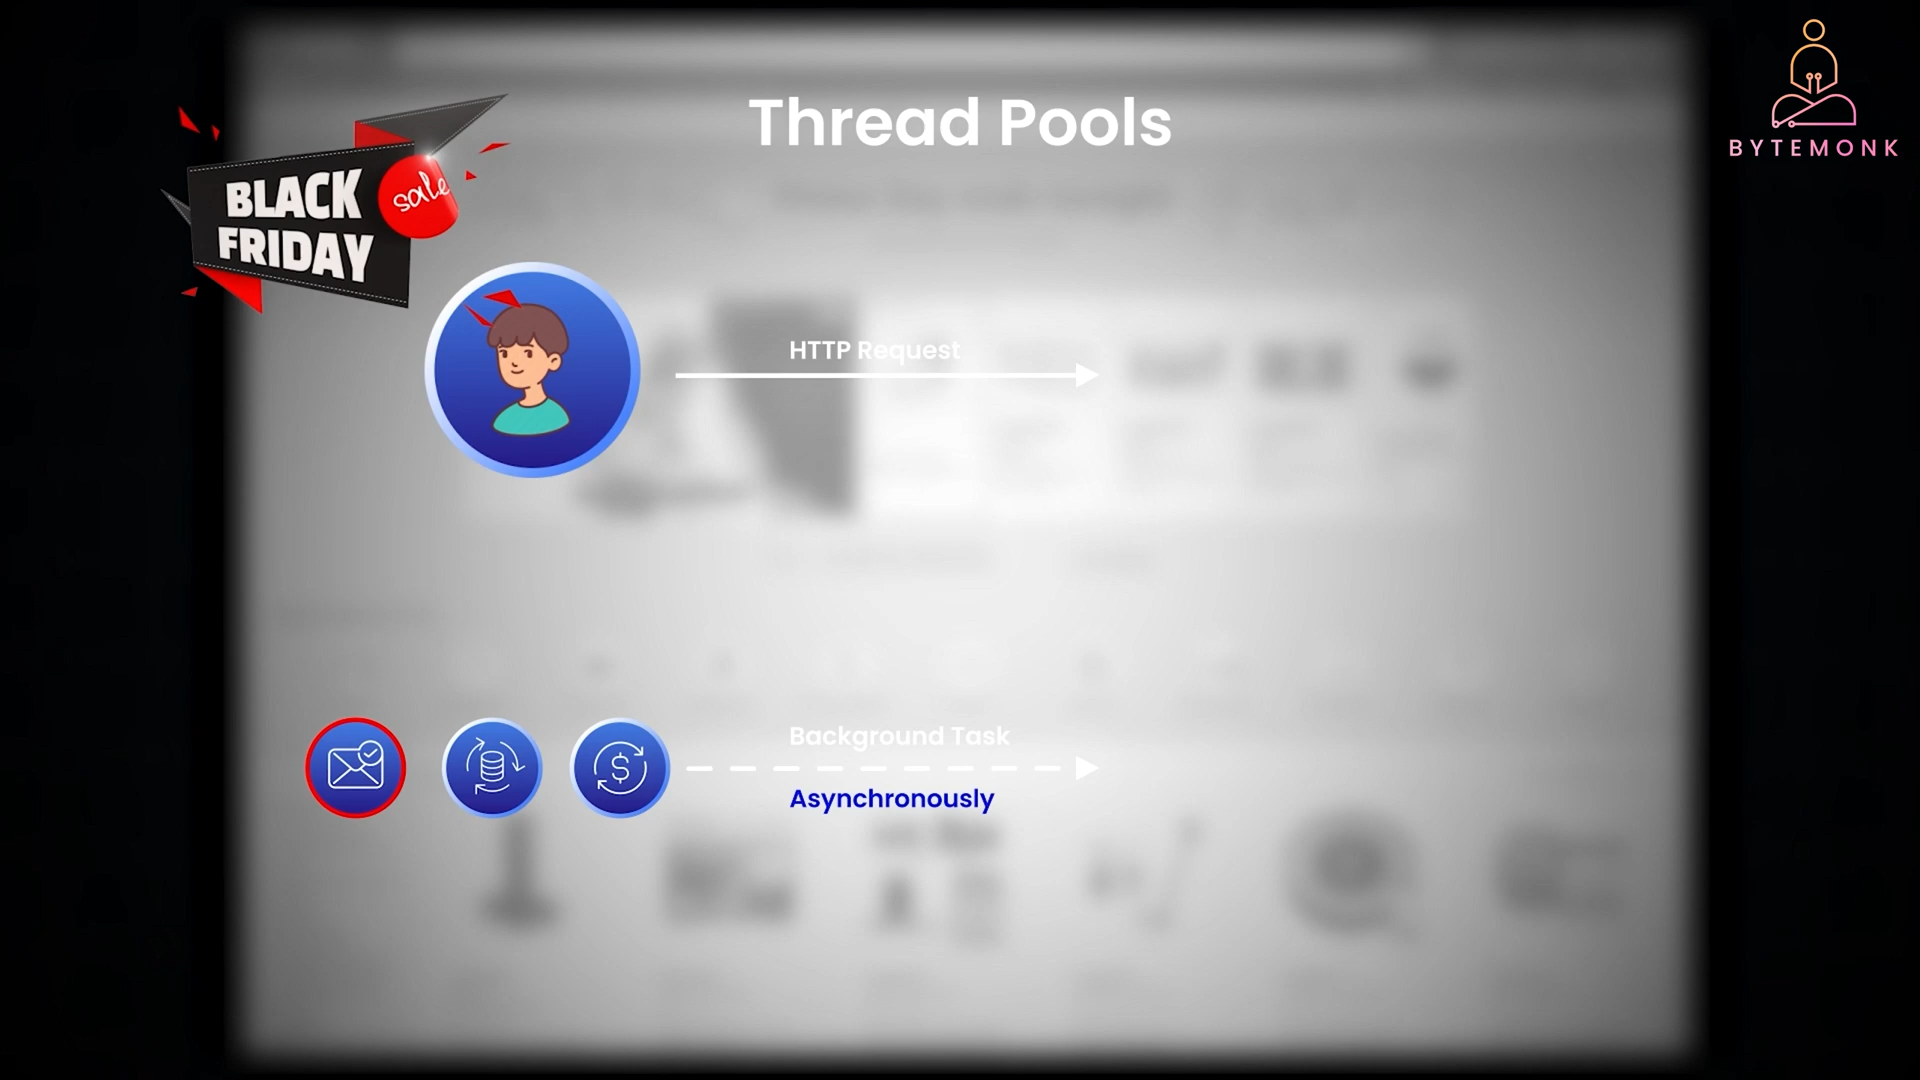 Thread Pools
BYTEMONK
BLACK
FRIDAY
sale
HTTP Request
Background Task
Asynchronously